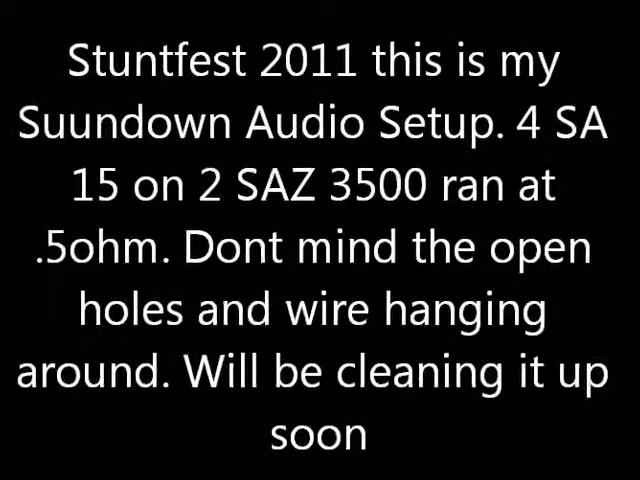 Stuntfest 2011 this is my
Suundown Audio Setup. 4 SA
15 on 2 SAZ 3500 ran at
.5ohm. Dont mind the open
holes and wire hanging
around. Will be cleaning it up
soon